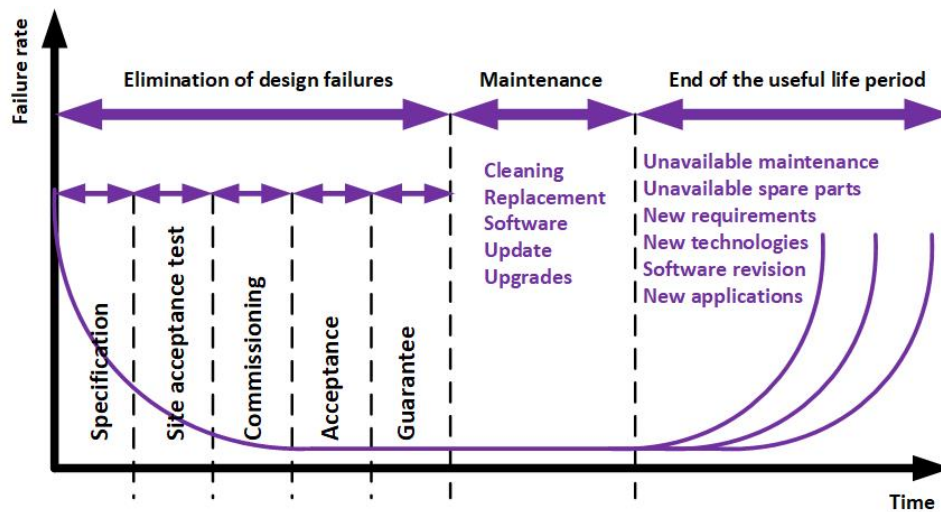 Failure rate
Elimination of design failures
Maintenance
End of the useful life period
Specification
Site acceptance test
Commissioning
Acceptance
Guarantee
Cleaning
Replacement
Software
Update
Upgrades
Unavailable maintenance
Unavailable spare parts
New requirements
New technologies
Software revision
New applications
Time